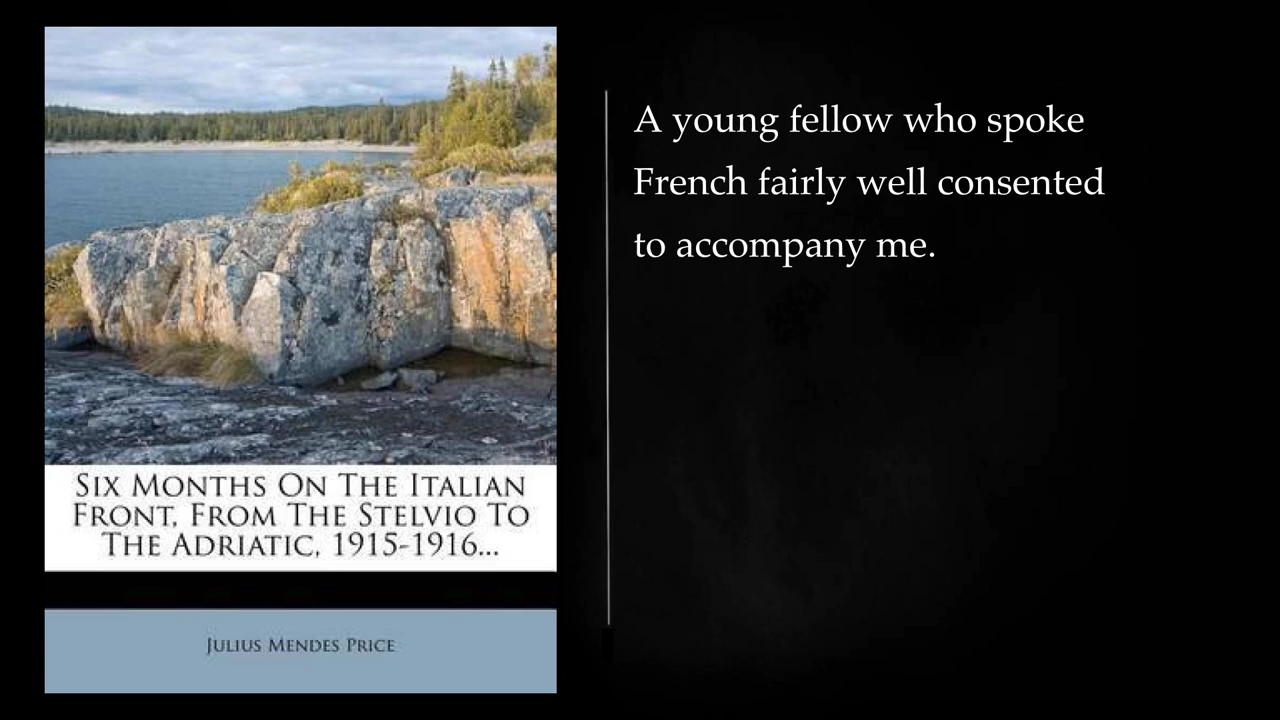 SIX MONTHS ON THE ITALIAN
FRONT, FROM THE STELVIO TO
THE ADRIATIC, 1915-1916...
JULIUS MENDES PRICE
A young fellow who spoke
French fairly well consented
to accompany me.